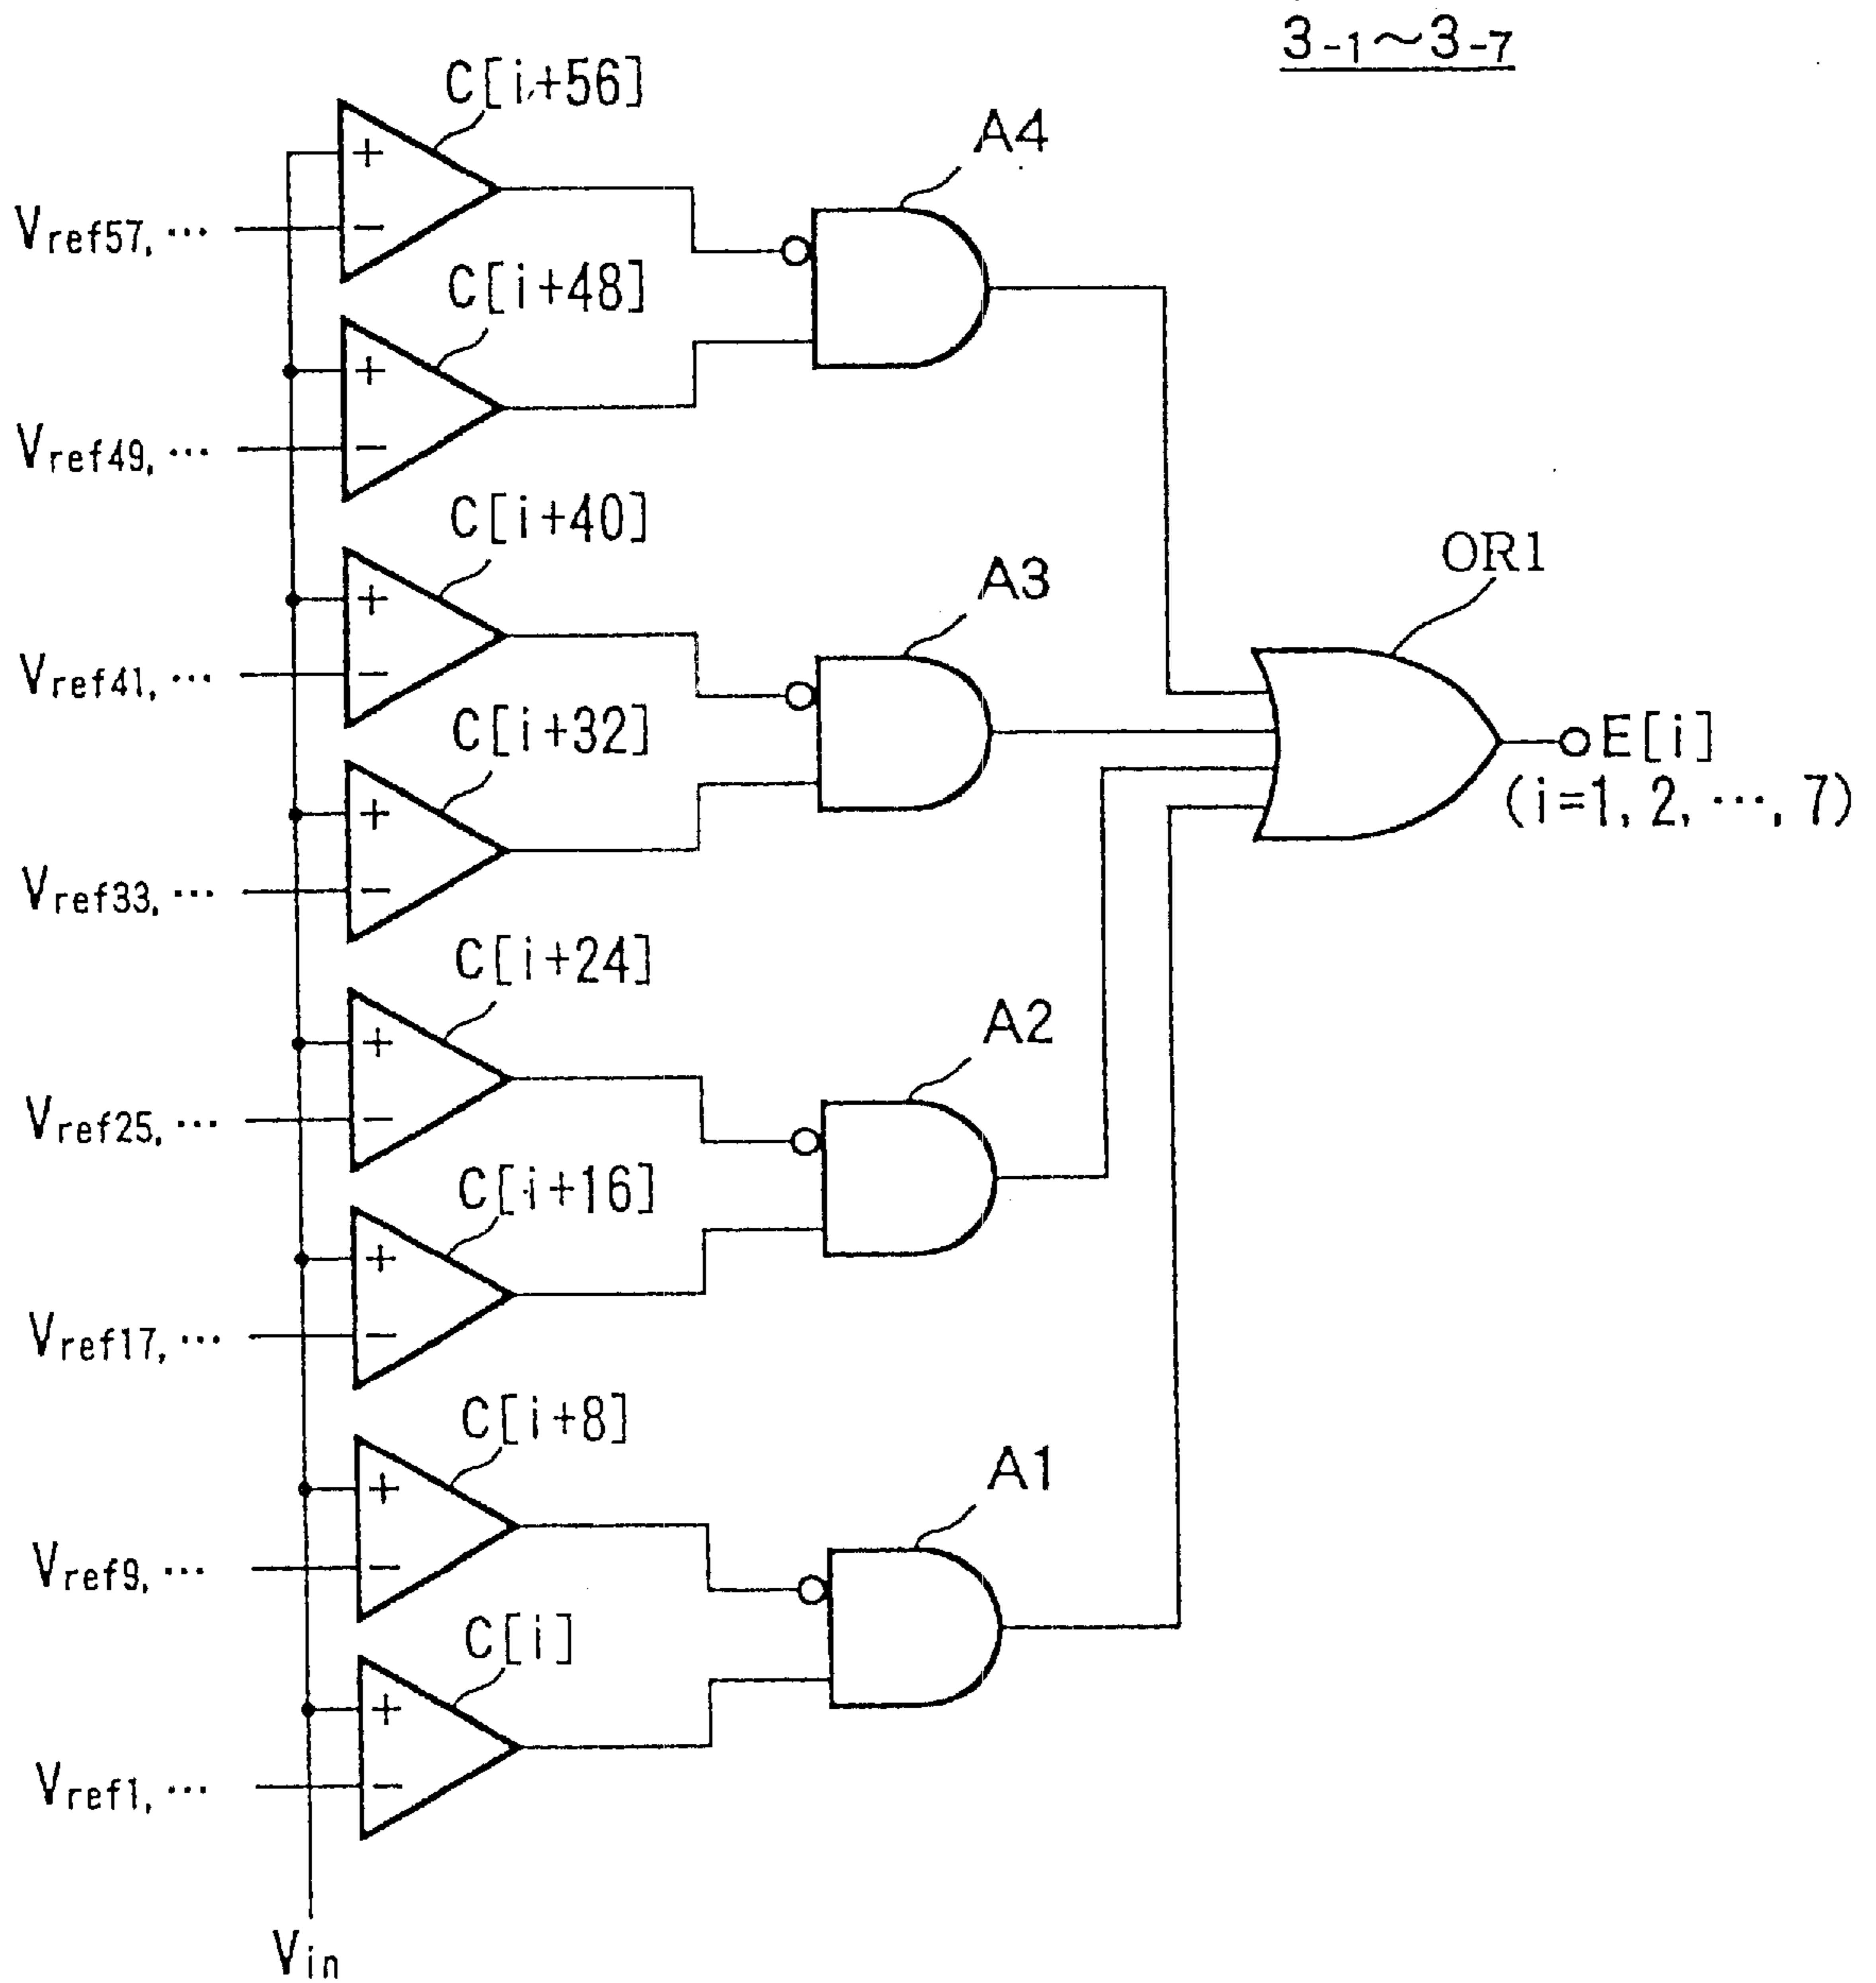 3-1～3-7
C[i+56]
A4
Vref57, ···
C[i+48]
Vref49, ···
C[i+40]
A3
OR1
Vref41, ···
C[i+32]
E[i]
(i=1, 2, ···, 7)
Vref33, ···
C[i+24]
A2
Vref25, ···
C[i+16]
Vref17, ···
C[i+8]
A1
Vref9, ···
C[i]
Vref1, ···
Vin
+
−
+
−
+
−
+
−
+
−
+
−
+
−
+
−